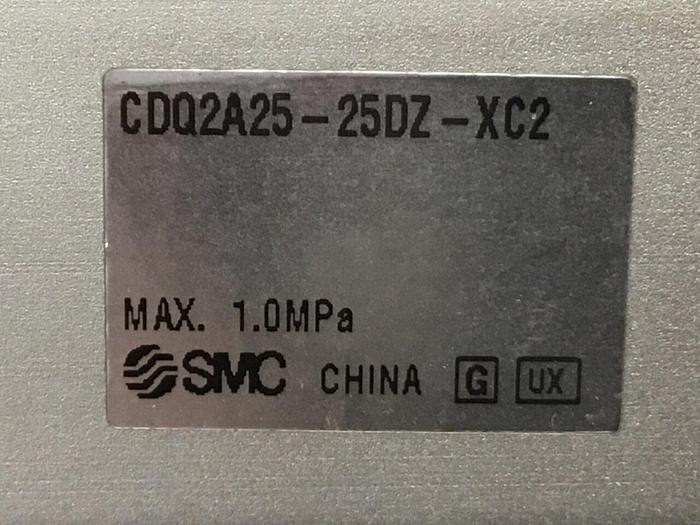 CDQ2A25-25DZ-XC2
MAX. 1.0MPa
SMC CHINA G UX